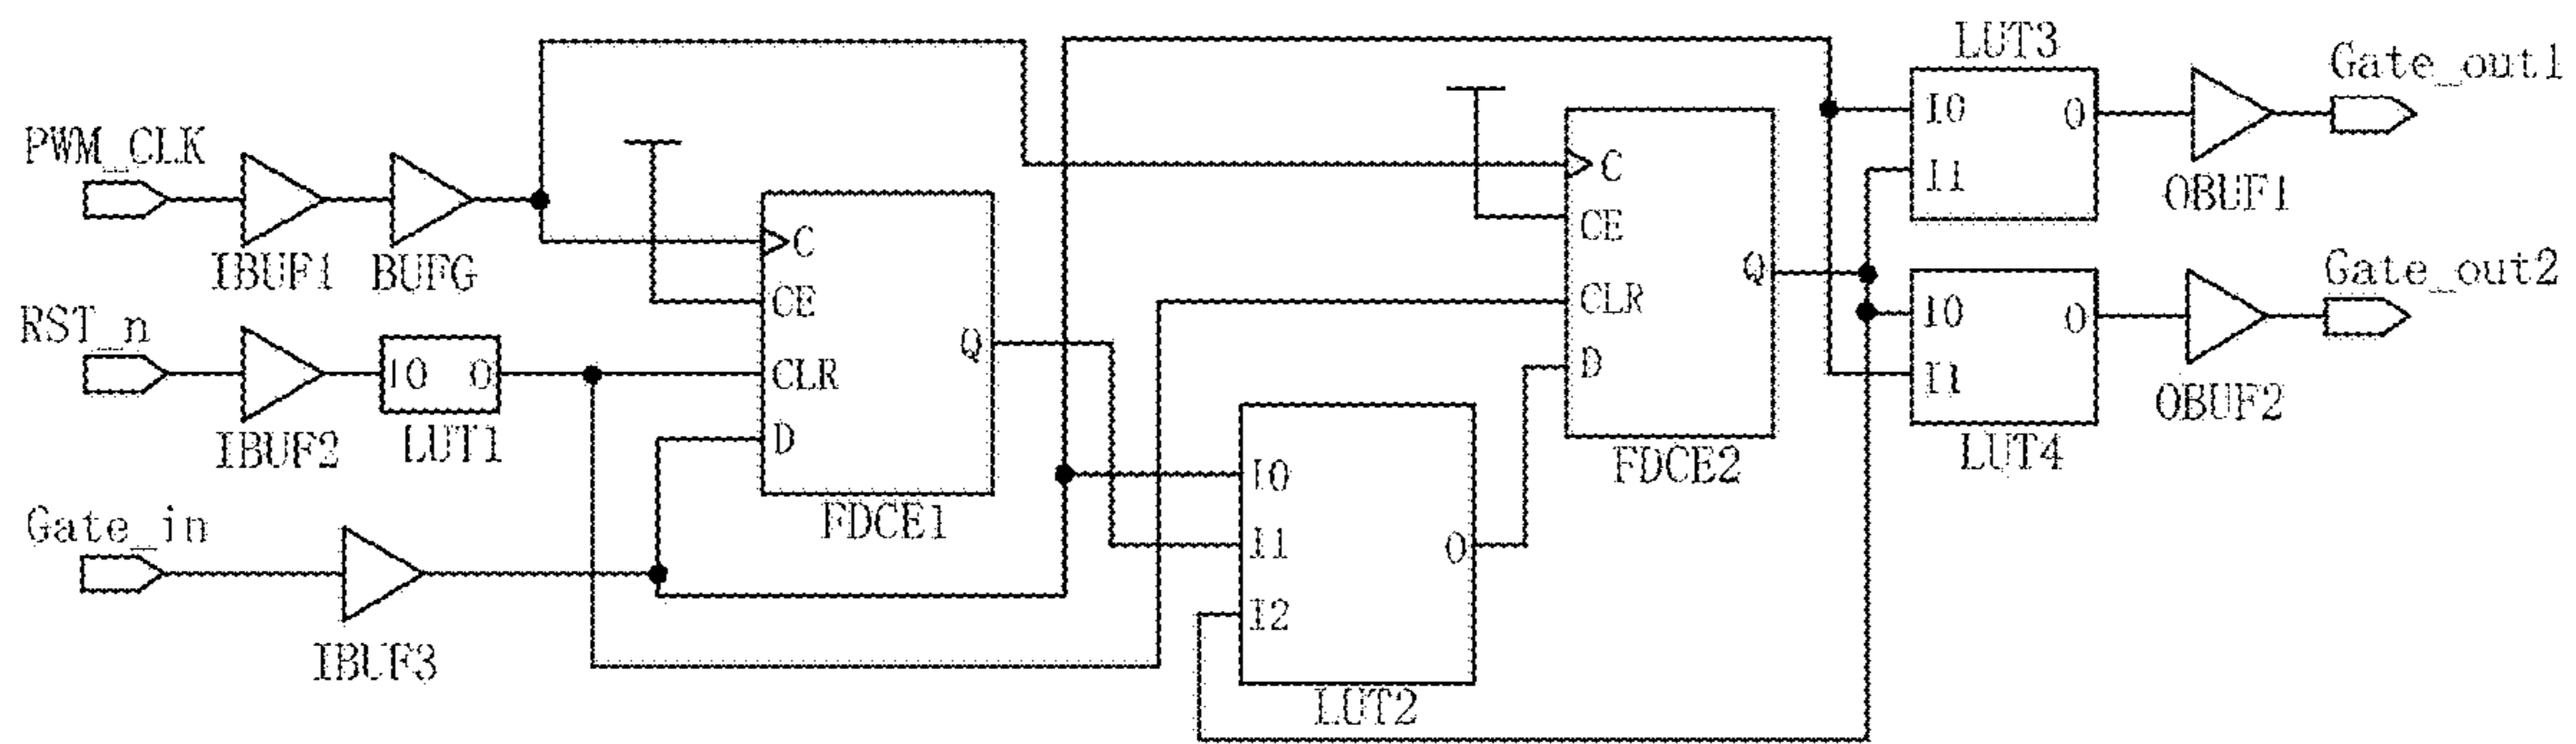 PWM_CLK
IBUF1
BUFG
RST_n
IBUF2
I0
O
LUT1
Gate_in
IBUF3
C
CE
CLR
D
Q
FDCE1
I0
I1
I2
O
LUT2
C
CE
CLR
D
Q
FDCE2
LUT3
I0
I1
O
OBUF1
Gate_out1
I0
I1
O
LUT4
OBUF2
Gate_out2